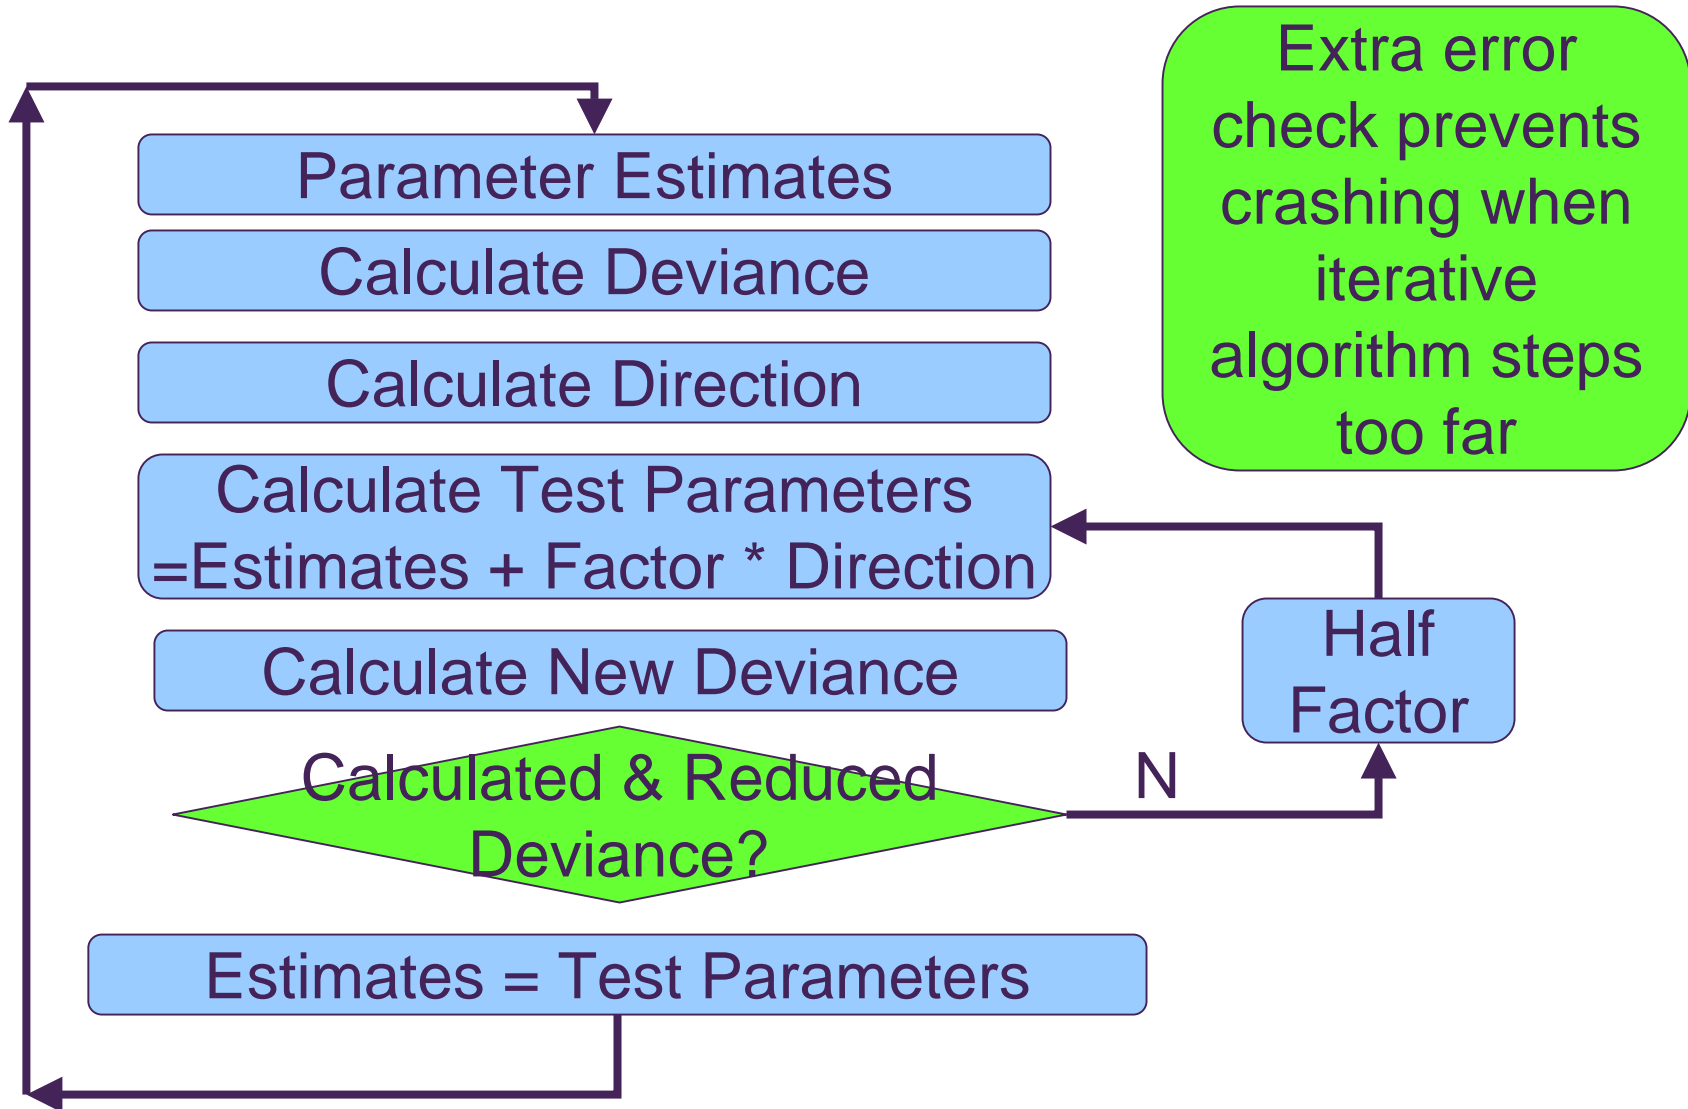 Extra error
check prevents
crashing when
iterative
algorithm steps
too far
Parameter Estimates
Calculate Deviance
Calculate Direction
Calculate Test Parameters
=Estimates + Factor * Direction
Calculate New Deviance
Half
Factor
Calculated & Reduced
Deviance?
N
Estimates = Test Parameters